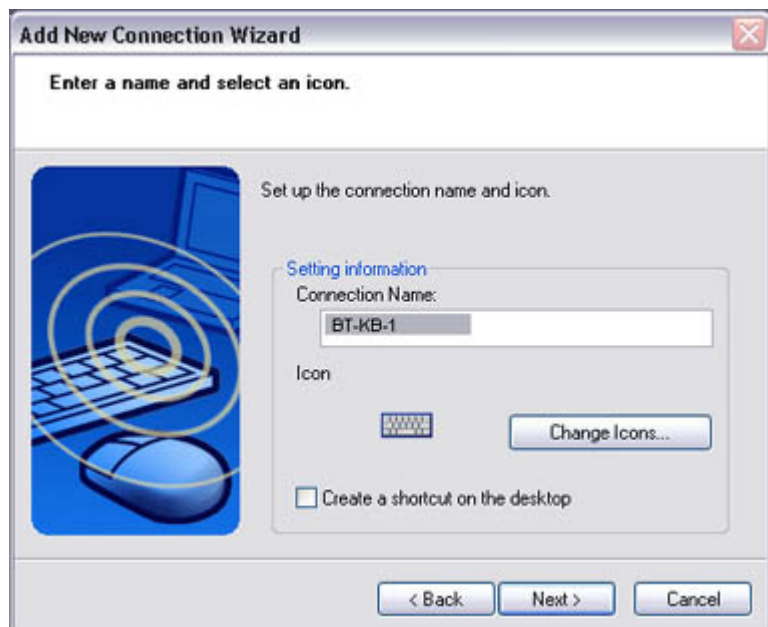 Add New Connection Wizard
Enter a name and select an icon.
Set up the connection name and icon.
Setting information
Connection Name:
BT-KB-1
Icon
Change Icons...
Create a shortcut on the desktop
< Back Next > Cancel